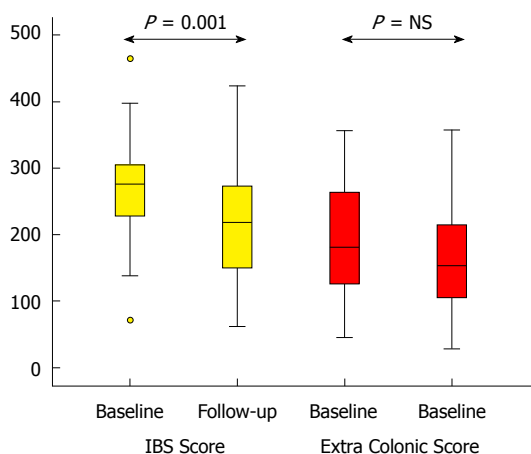 P = 0.001 P = NS
500
400
300
200
100
0
Baseline Follow-up Baseline Baseline
IBS Score Extra Colonic Score